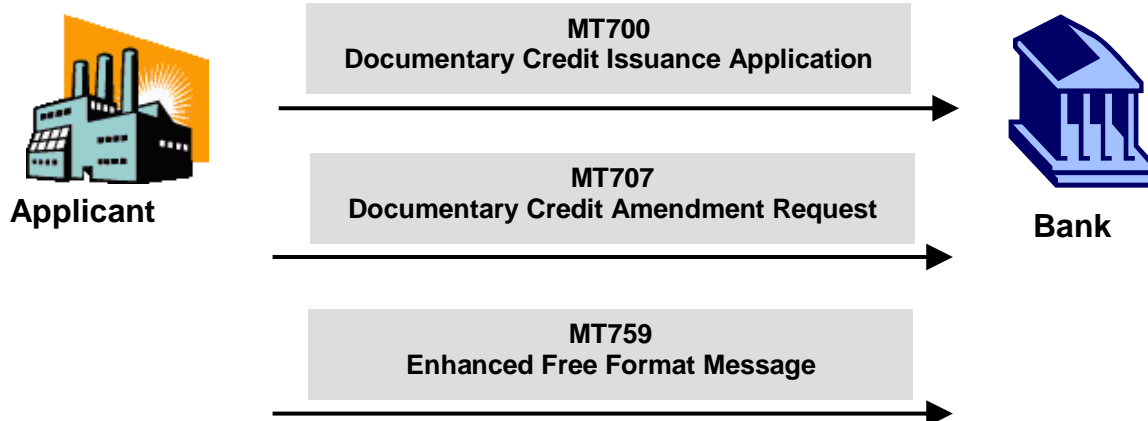 MT700
Documentary Credit Issuance Application
MT707
Documentary Credit Amendment Request
Applicant
Bank
MT759
Enhanced Free Format Message